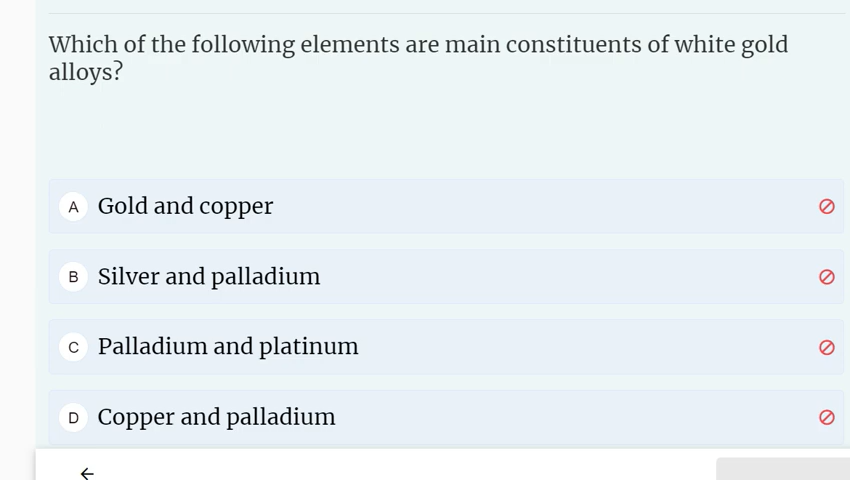 Which of the following elements are main constituents of white gold
alloys?
A Gold and copper
B Silver and palladium
C Palladium and platinum
D Copper and palladium